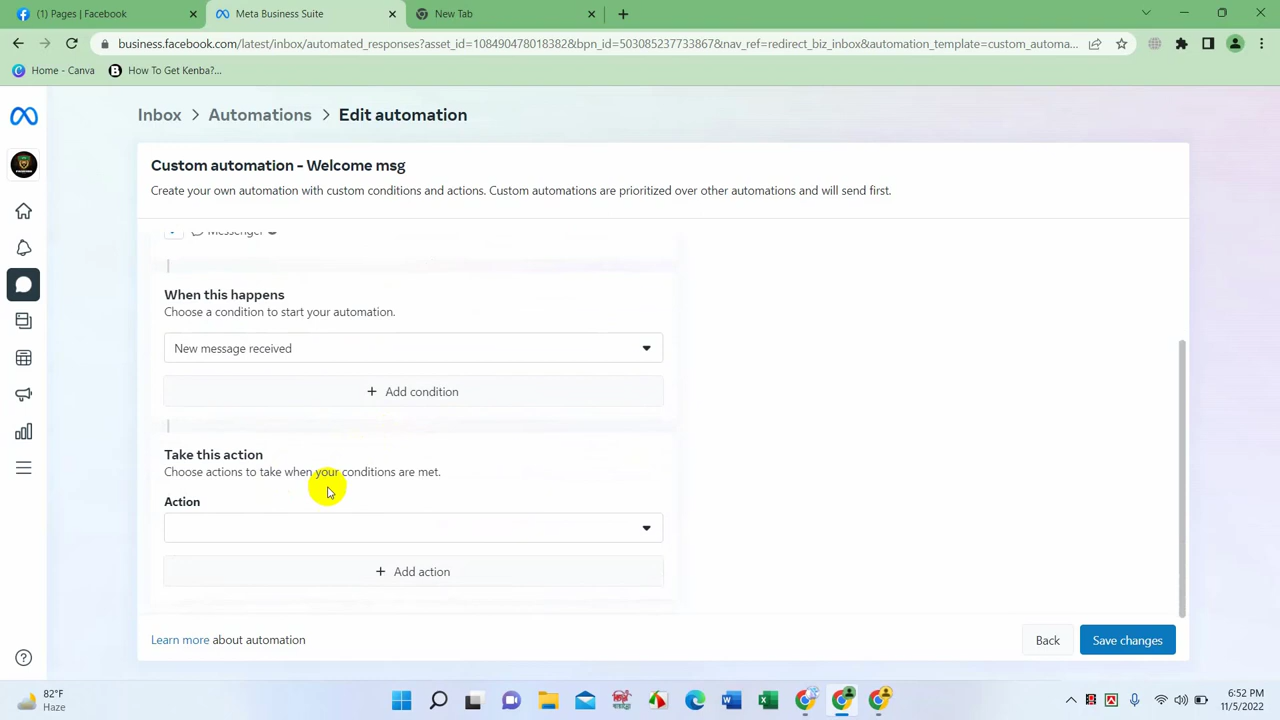 (1) Pages | Facebook
Meta Business Suite
New Tab
business.facebook.com/latest/inbox/automated_responses?asset_id=108490478018382&bpn_id=503085237733867&nav_ref=redirect_biz_inbox&automation_template=custom_automa...
Home - Canva
How To Get Kenba?...
Inbox > Automations > Edit automation
Custom automation - Welcome msg
Create your own automation with custom conditions and actions. Custom automations are prioritized over other automations and will send first.
Messenger
When this happens
Choose a condition to start your automation.
New message received
+ Add condition
Take this action
Choose actions to take when your conditions are met.
Action
+ Add action
Learn more about automation
Back
Save changes
82°F
Haze
6:52 PM
11/5/2022